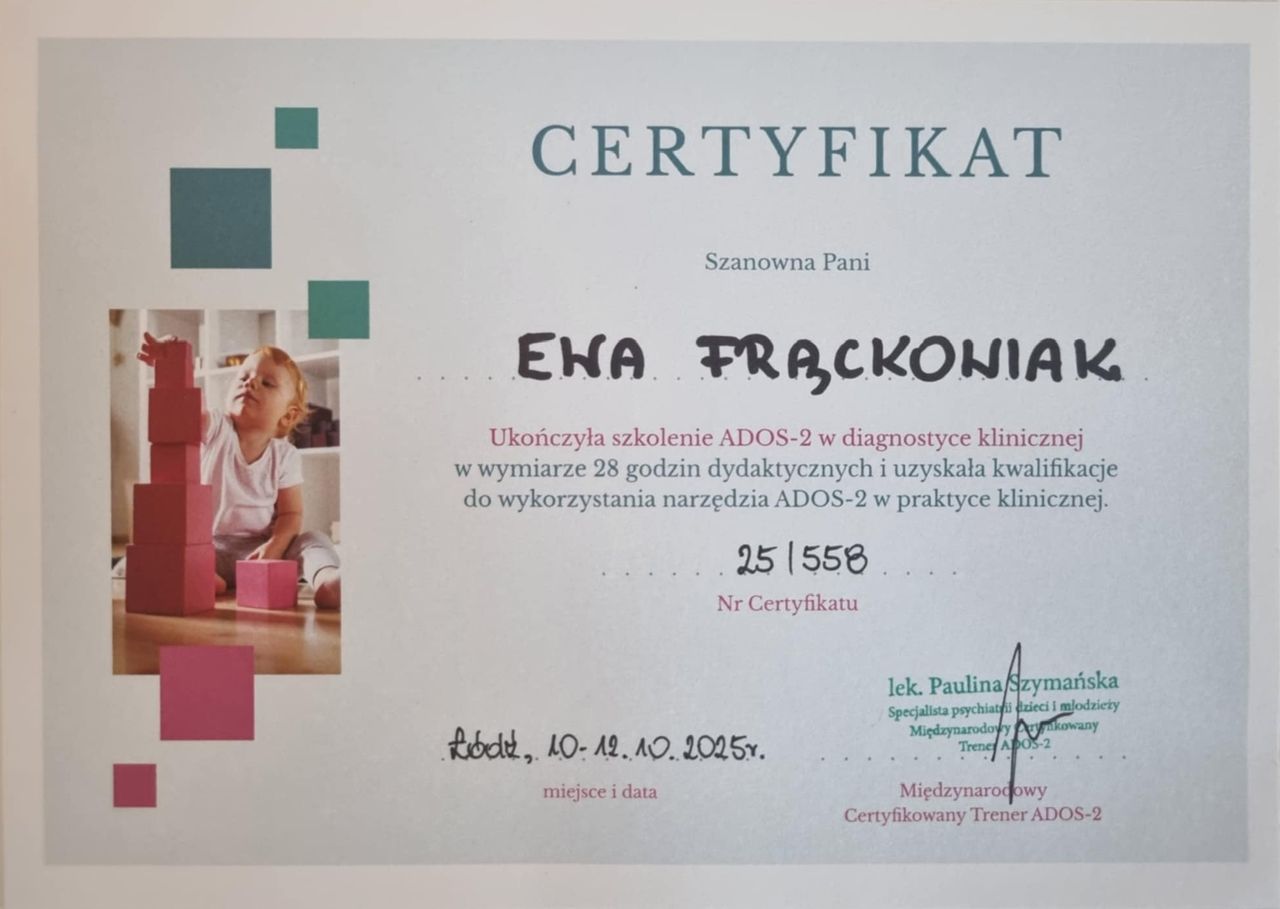 CERTYFIKAT
Szanowna Pani
EWA FRĄCKOWIAK
Ukończyła szkolenie ADOS-2 w diagnostyce klinicznej
w wymiarze 28 godzin dydaktycznych i uzyskała kwalifikacje
do wykorzystania narzędzia ADOS-2 w praktyce klinicznej.
25/558
Nr Certyfikatu
lek. Paulina Szymańska
Specjalista psychiatrii dzieci i młodzieży
Międzynarodowy Certyfikowany
Trener ADOS-2
Łódź, 10-12.10.2025r.
miejsce i data
Międzynarodowy
Certyfikowany Trener ADOS-2